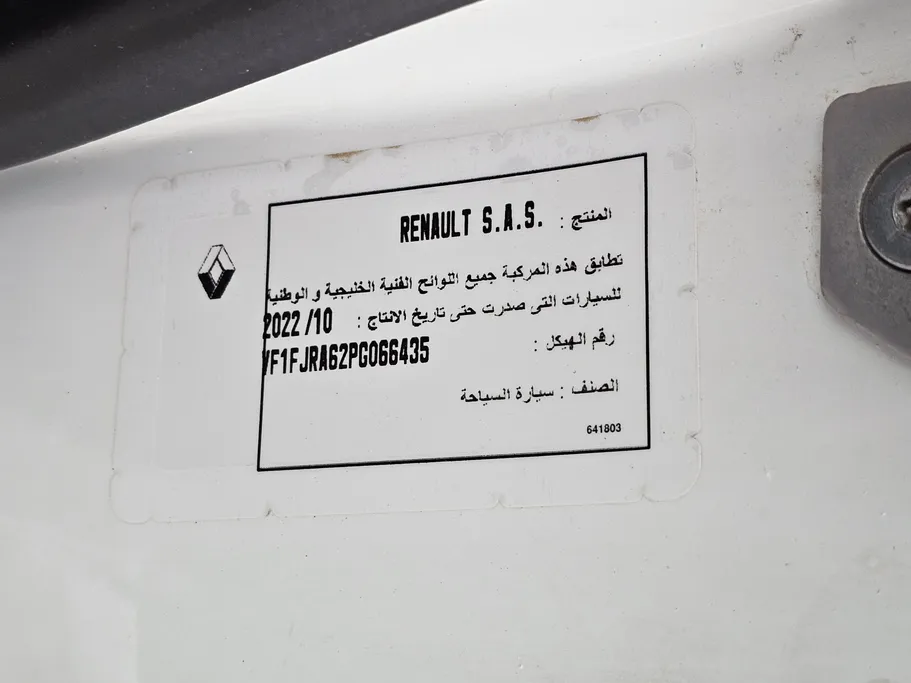 المنتج : RENAULT S.A.S.
تطابق هذه المركبة جميع اللوائح الفنية الخليجية و الوطنية
للسيارات التى صدرت حتى تاريخ الانتاج : 2022 /10
رقم الهيكل : VF1FJRA62PG066435
الصنف : سيارة السياحة
641803